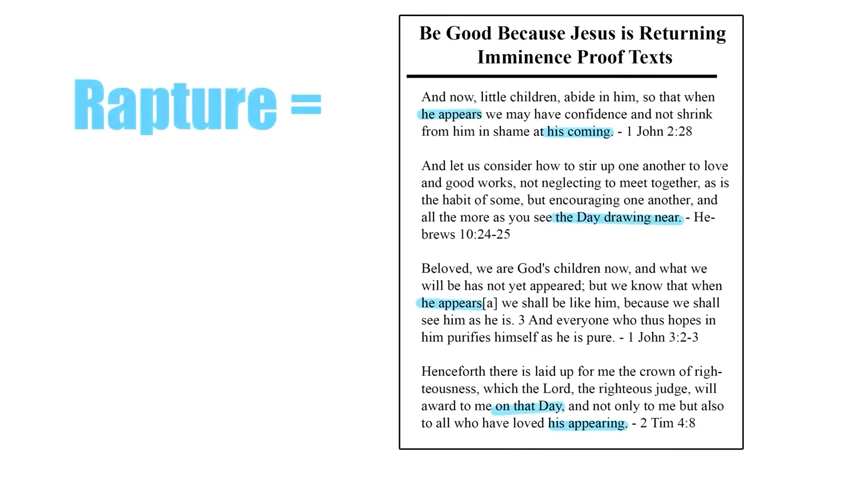 Rapture =
Be Good Because Jesus is Returning
Imminence Proof Texts
And now, little children, abide in him, so that when
he appears we may have confidence and not shrink
from him in shame at his coming. - 1 John 2:28
And let us consider how to stir up one another to love
and good works, not neglecting to meet together, as is
the habit of some, but encouraging one another, and
all the more as you see the Day drawing near. - He-
brews 10:24-25
Beloved, we are God's children now, and what we
will be has not yet appeared; but we know that when
he appears[a] we shall be like him, because we shall
see him as he is. 3 And everyone who thus hopes in
him purifies himself as he is pure. - 1 John 3:2-3
Henceforth there is laid up for me the crown of righ-
teousness, which the Lord, the righteous judge, will
award to me on that Day, and not only to me but also
to all who have loved his appearing. - 2 Tim 4:8